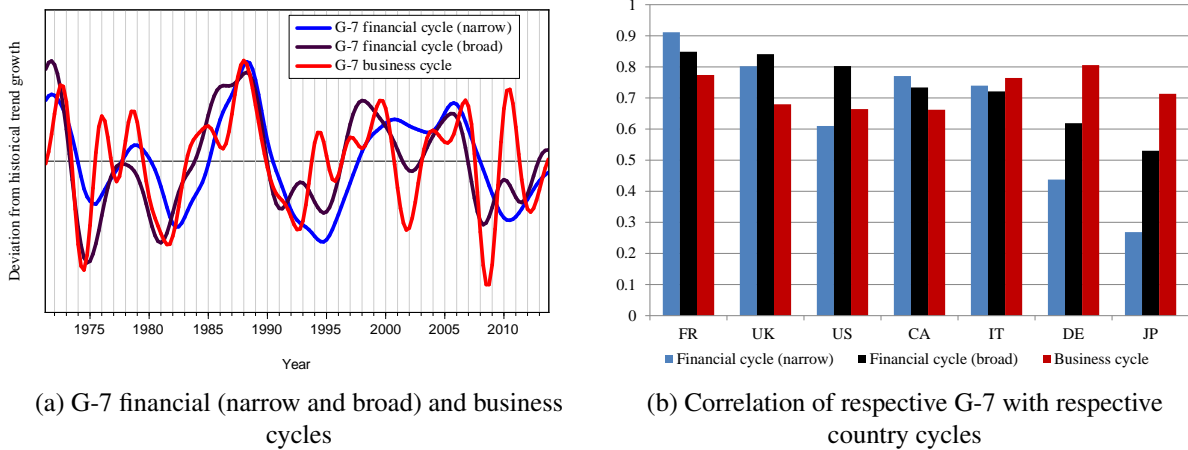 G-7 financial cycle (narrow)
G-7 financial cycle (broad)
G-7 business cycle
Deviation from historical trend growth
1975 1980 1985 1990 1995 2000 2005 2010
Year
(a) G-7 financial (narrow and broad) and business
cycles
1
0.9
0.8
0.7
0.6
0.5
0.4
0.3
0.2
0.1
0
FR UK US CA IT DE JP
Financial cycle (narrow) Financial cycle (broad) Business cycle
(b) Correlation of respective G-7 with respective
country cycles